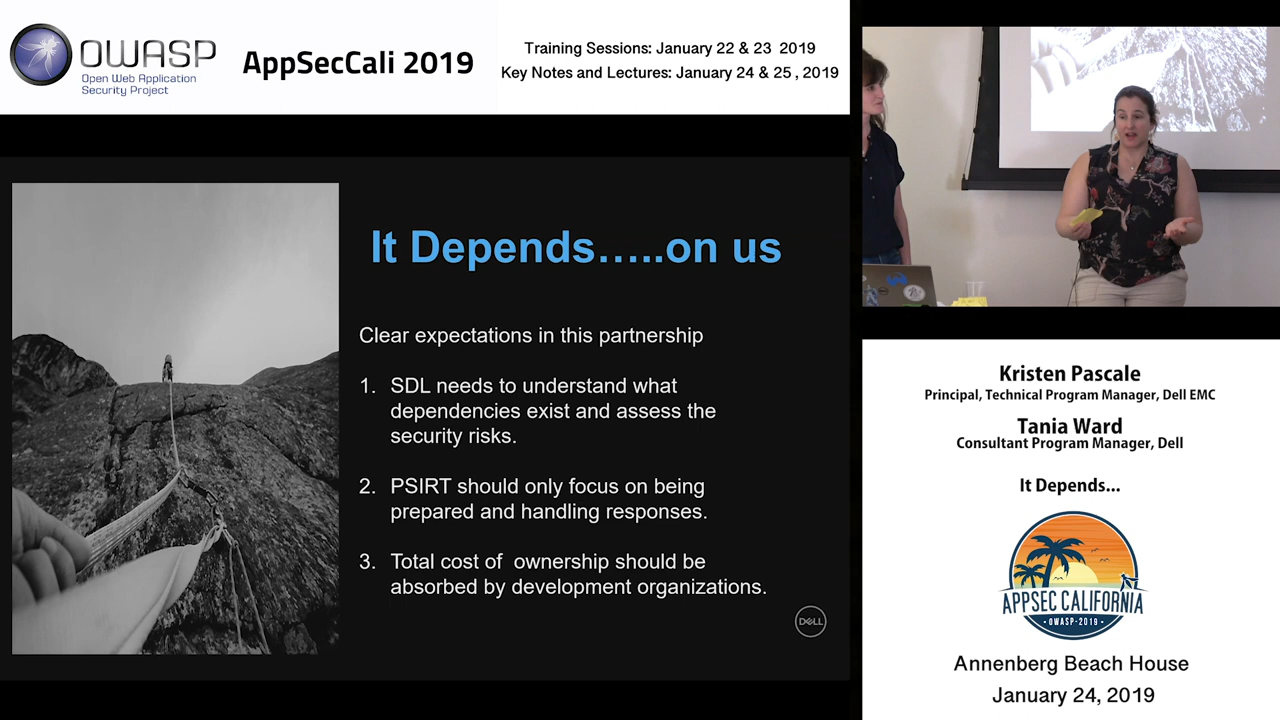 OWASP
Open Web Application
Security Project
AppSecCali 2019
Training Sessions: January 22 & 23 2019
Key Notes and Lectures: January 24 & 25 , 2019
It Depends.....on us
Clear expectations in this partnership
1. SDL needs to understand what
dependencies exist and assess the
security risks.
2. PSIRT should only focus on being
prepared and handling responses.
3. Total cost of ownership should be
absorbed by development organizations.
DELL
Kristen Pascale
Principal, Technical Program Manager, Dell EMC
Tania Ward
Consultant Program Manager, Dell
It Depends...
APPSEC CALIFORNIA
OWASP-2019
Annenberg Beach House
January 24, 2019